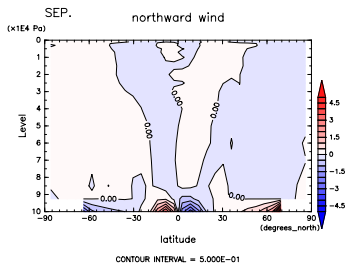 SEP.
northward wind
(×1E4 Pa)
0
1
2
3
4
5
6
7
8
9
10
Level
0.00
0.00
0.00
0.00
0.00
4.5
3
1.5
0
−1.5
−3
−4.5
−90 −60 −30 0 30 60 90
(degrees_north)
latitude
CONTOUR INTERVAL = 5.000E−01